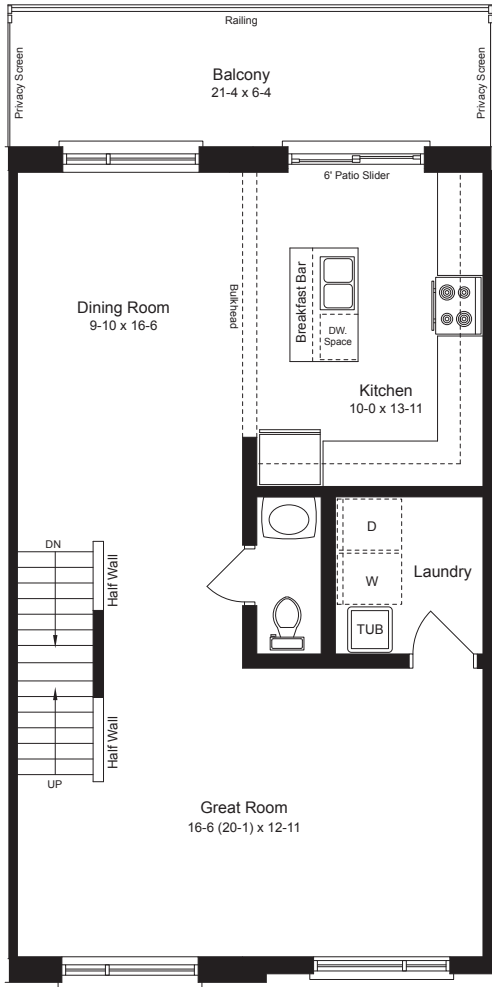 Railing
Privacy Screen
Privacy Screen
Balcony
21-4 x 6-4
6' Patio Slider
Dining Room
9-10 x 16-6
Bulkhead
Breakfast Bar
DW.
Space
Kitchen
10-0 x 13-11
DN
Half Wall
D
W
Laundry
TUB
Half Wall
UP
Great Room
16-6 (20-1) x 12-11